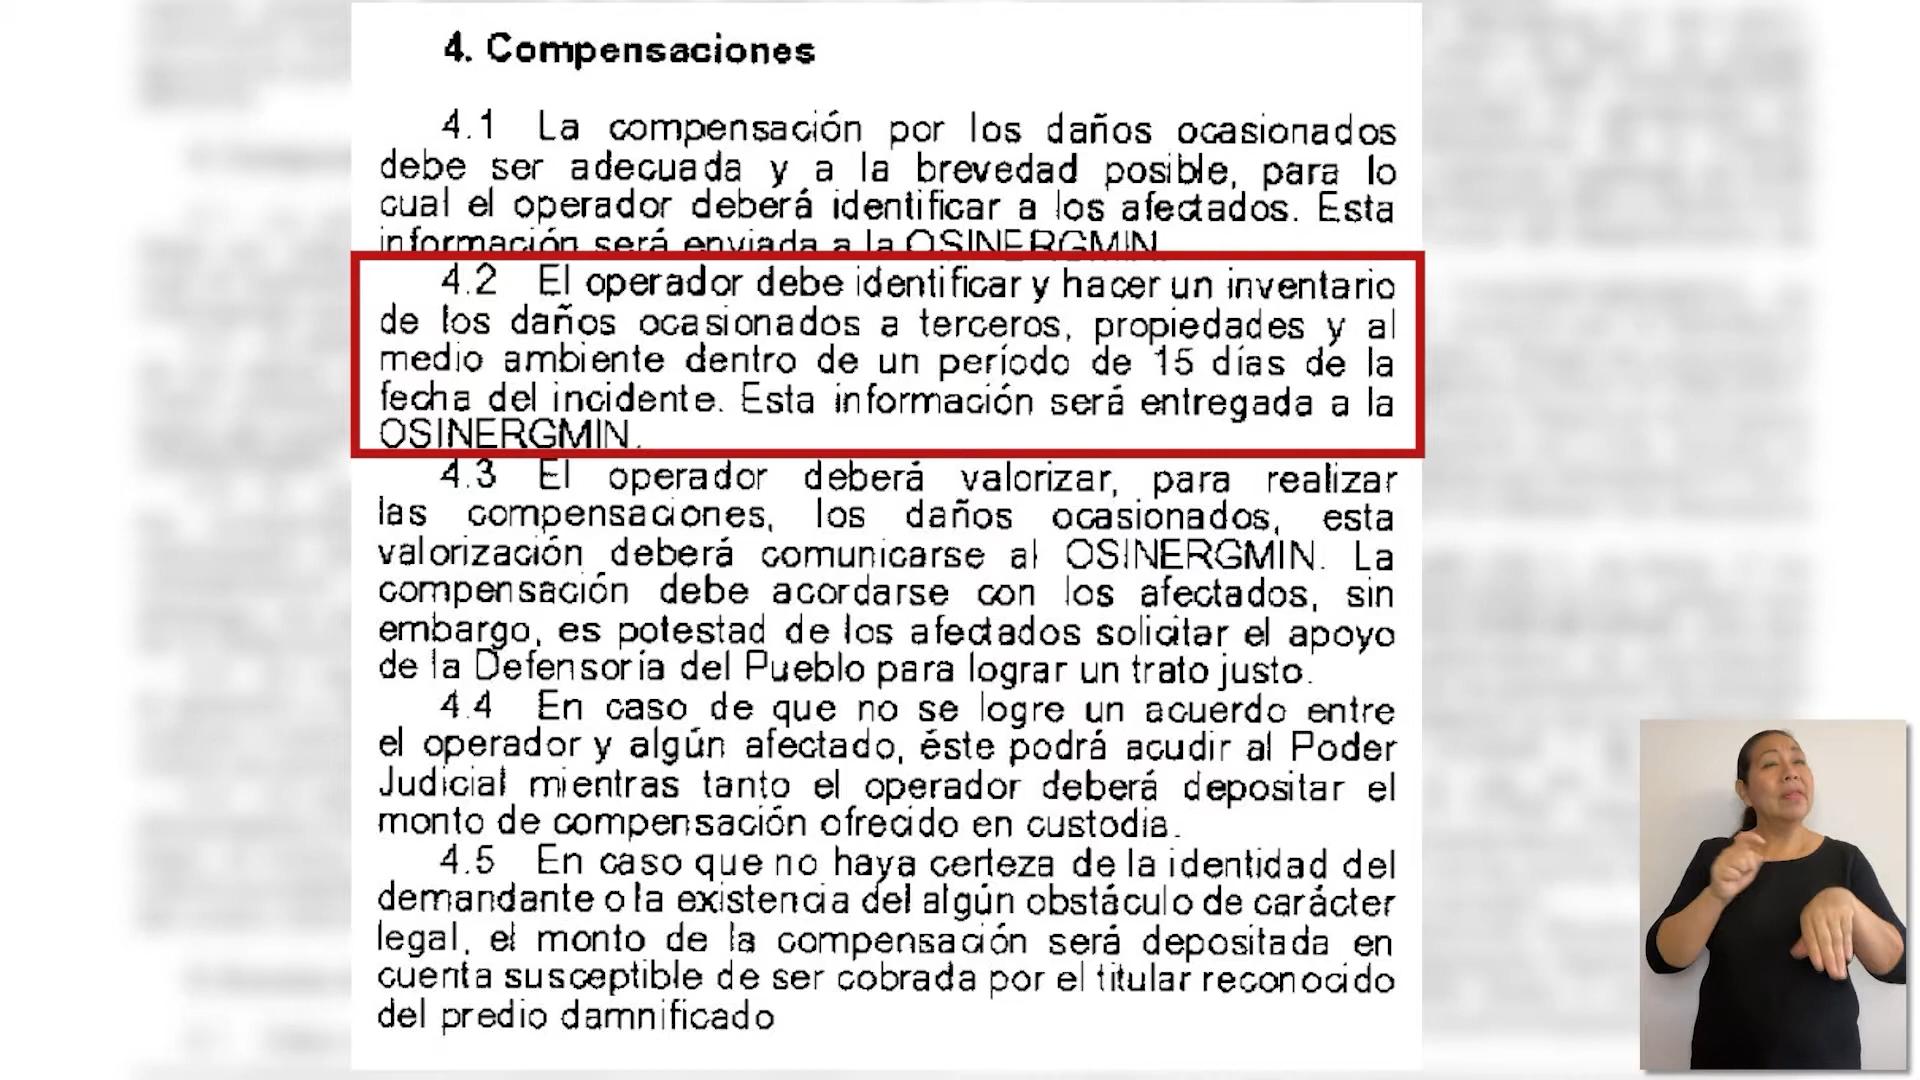 4. Compensaciones
4.1 La compensación por los daños ocasionados
debe ser adecuada y a la brevedad posible, para lo
cual el operador deberá identificar a los afectados. Esta
información será enviada a la OSINERGMIN.
4.2 El operador debe identificar y hacer un inventario
de los daños ocasionados a terceros, propiedades y al
medio ambiente dentro de un período de 15 días de la
fecha del incidente. Esta información será entregada a la
OSINERGMIN.
4.3 El operador deberá valorizar, para realizar
las compensaciones, los daños ocasionados, esta
valorización deberá comunicarse al OSINERGMIN. La
compensación debe acordarse con los afectados, sin
embargo, es potestad de los afectados solicitar el apoyo
de la Defensoría del Pueblo para lograr un trato justo.
4.4 En caso de que no se logre un acuerdo entre
el operador y algún afectado, éste podrá acudir al Poder
Judicial mientras tanto el operador deberá depositar el
monto de compensación ofrecido en custodia.
4.5 En caso que no haya certeza de la identidad del
demandante o la existencia del algún obstáculo de carácter
legal, el monto de la compensación será depositada en
cuenta susceptible de ser cobrada por el titular reconocido
del predio damnificado